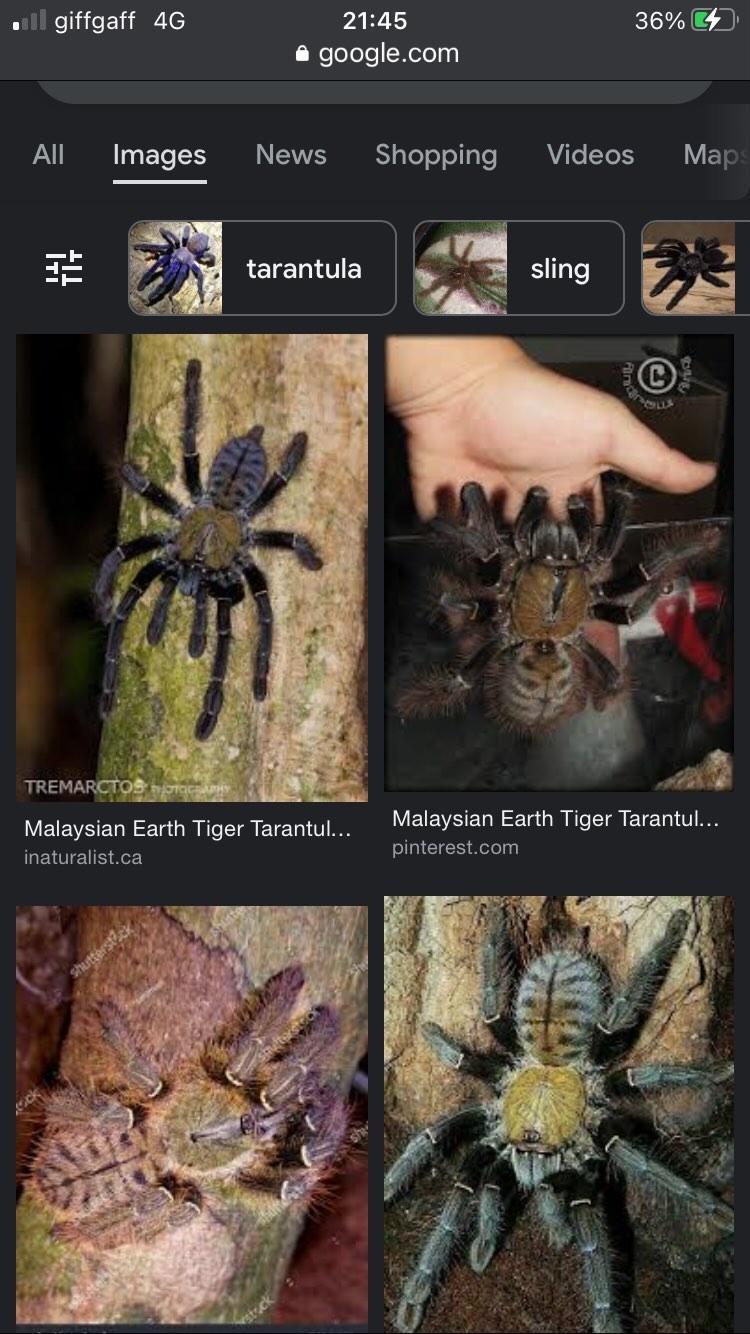 giffgaff 4G 21:45 36%
google.com
All Images News Shopping Videos Maps
tarantula sling
TREMARCTOS PHOTOGRAPHY
Malaysian Earth Tiger Tarantul...
inaturalist.ca
Malaysian Earth Tiger Tarantul...
pinterest.com
shutterstock